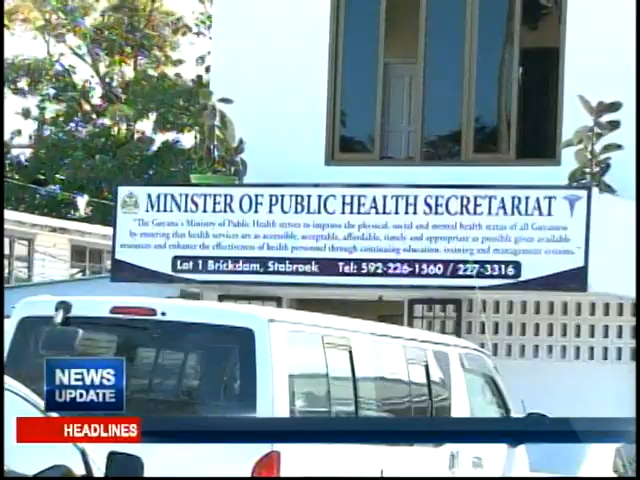 MINISTER OF PUBLIC HEALTH SECRETARIAT
"The Guyana's Ministry of Public Health strives to improve the physical, social and mental health status of all Guyanese
by ensuring that health services are as accessible, acceptable, affordable, timely and appropriate as possible given available
resources and enhance the effectiveness of health personnel through continuing education, training and management systems."
Lot 1 Brickdam, Stabroek Tel: 592-226-1560 / 227-3316
NEWS
UPDATE
HEADLINES